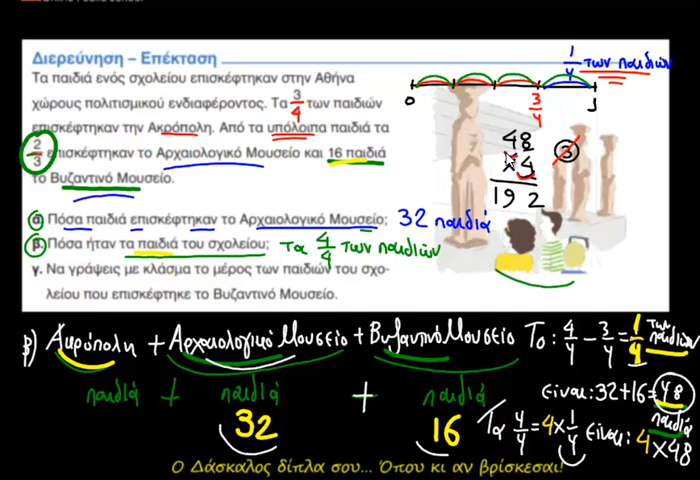 Διερεύνηση – Επέκταση
Τα παιδιά ενός σχολείου επισκέφτηκαν στην Αθήνα
χώρους πολιτισμικού ενδιαφέροντος. Τα 3/4 των παιδιών
επισκέφτηκαν την Ακρόπολη. Από τα υπόλοιπα παιδιά τα
2/3 επισκέφτηκαν το Αρχαιολογικό Μουσείο και 16 παιδιά
το Βυζαντινό Μουσείο.
α. Πόσα παιδιά επισκέφτηκαν το Αρχαιολογικό Μουσείο; 32 παιδιά
β. Πόσα ήταν τα παιδιά του σχολείου; τα 4/4 των παιδιών
γ. Να γράψεις με κλάσμα το μέρος των παιδιών του σχο-
λείου που επισκέφτηκε το Βυζαντινό Μουσείο.
1/4 των παιδιών
0 3/4 1
48
×4 3
192
β) Ακρόπολη + Αρχαιολογικό Μουσείο + Βυζαντινό Μουσείο
παιδιά + παιδιά + παιδιά
32 16
Το: 4/4 - 3/4 = 1/4 των παιδιών
είναι: 32+16=48 παιδιά
Τα 4/4 = 4×1/4 είναι: 4×48
Ο Δάσκαλος δίπλα σου... Όπου κι αν βρίσκεσαι!